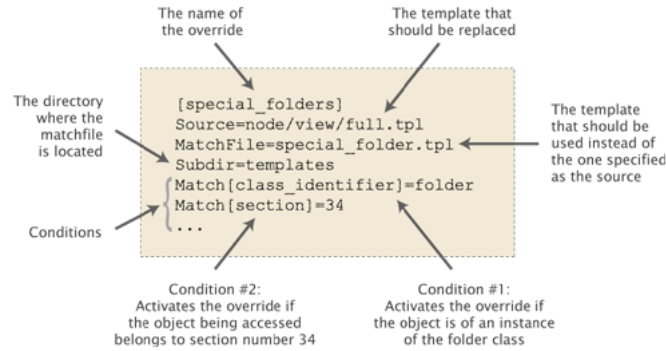 The name of
the override
The template that
should be replaced
The directory
where the
matchfile
is located
[special_folders]
Source=node/view/full.tpl
MatchFile=special_folder.tpl
Subdir=templates
Match[class_identifier]=folder
Match[section]=34
...
The template
that should be
used instead of
the one specified
as the source
Conditions
Condition #2:
Activates the override if
the object being accessed
belongs to section number 34
Condition #1:
Activates the override if
the object is of an instance
of the folder class